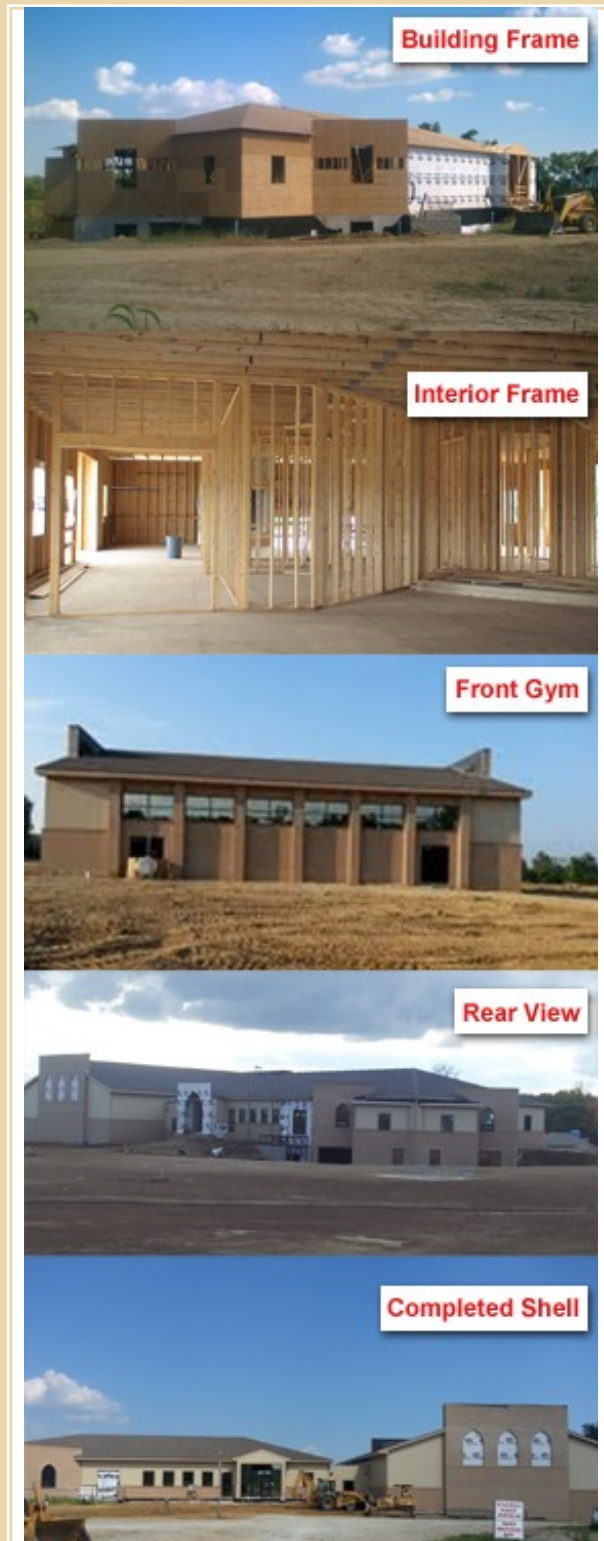 Building Frame
Interior Frame
Front Gym
Rear View
Completed Shell